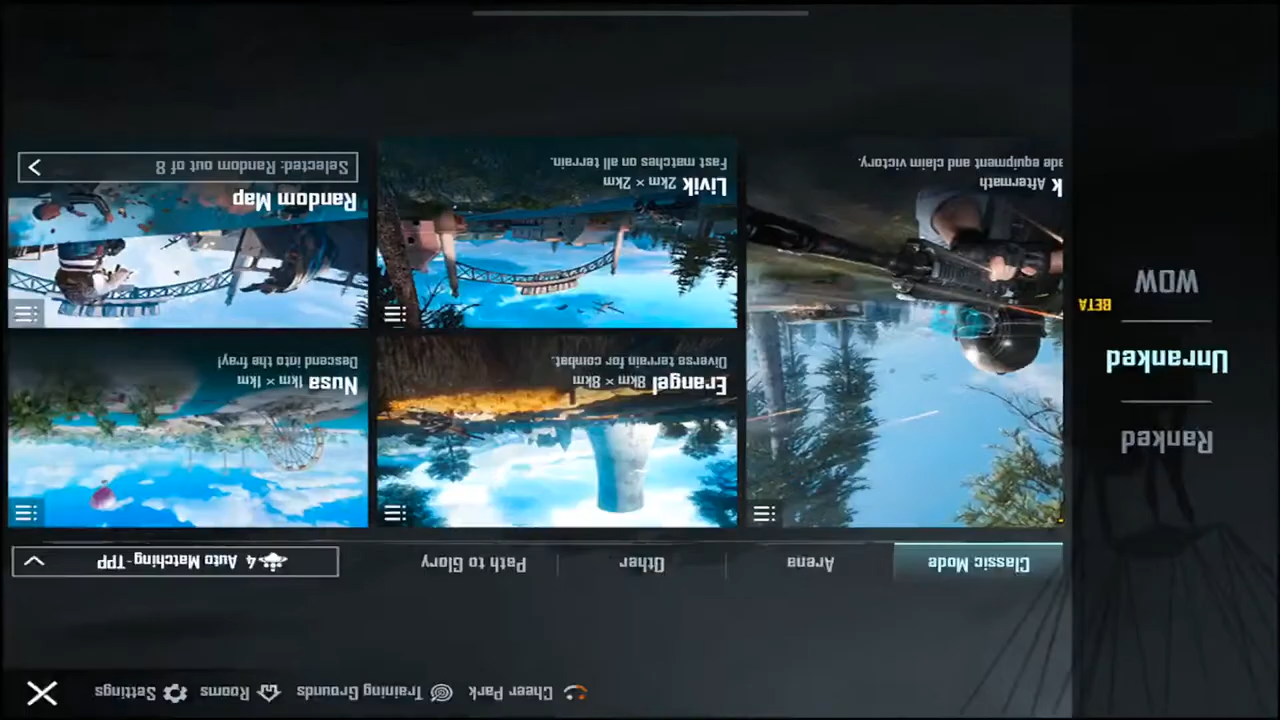 Cheer Park
Training Grounds
Rooms
Settings
Classic Mode
Arena
Other
Path to Glory
4 Auto Matching-TPP
Ranked
Unranked
BETA
WOW
k Aftermath
ade equipment and claim victory.
Erangel 8km × 8km
Diverse terrain for combat.
Nusa 1km × 1km
Descend into the fray!
Livik 2km × 2km
Fast matches on all terrain.
Random Map
Selected: Random out of 8